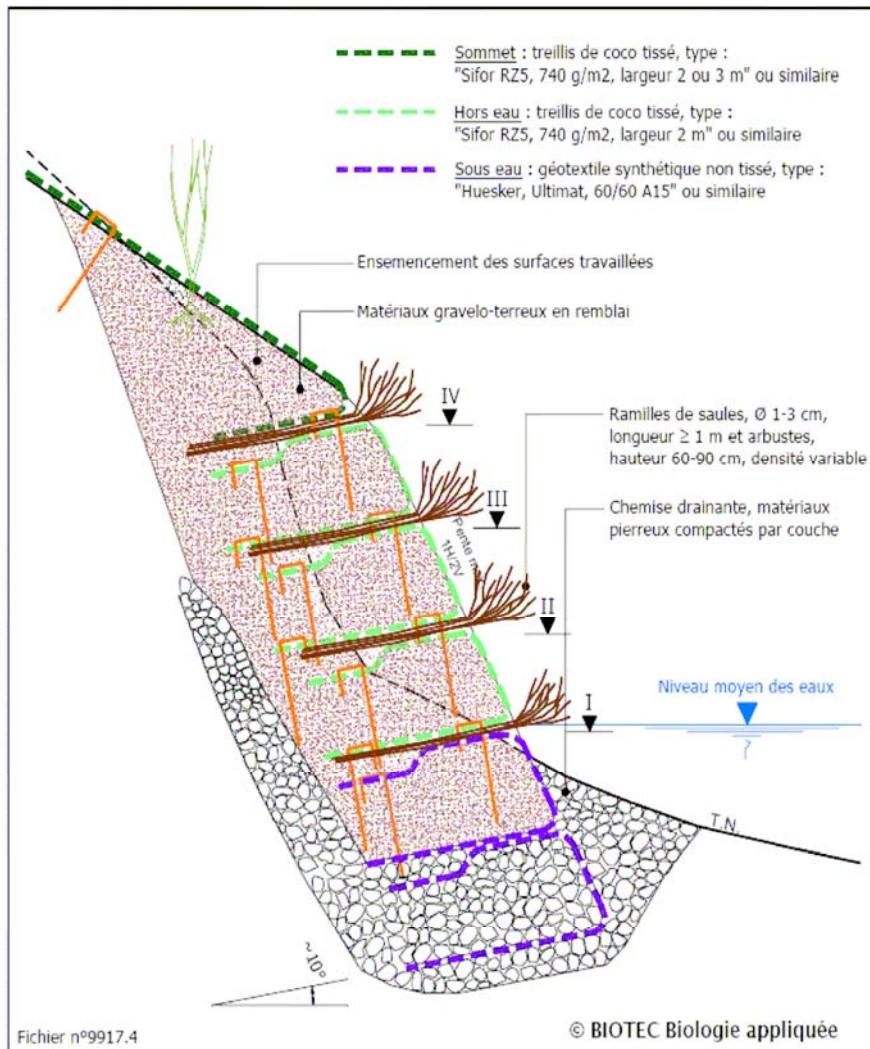 Sommet : treillis de coco tissé, type :
"Sifor RZ5, 740 g/m2, largeur 2 ou 3 m" ou similaire
Hors eau : treillis de coco tissé, type :
"Sifor RZ5, 740 g/m2, largeur 2 m" ou similaire
Sous eau : géotextile synthétique non tissé, type :
"Huesker, Ultimat, 60/60 A15" ou similaire
Ensemencement des surfaces travaillées
Matériaux gravelo-terreux en remblai
IV
Ramilles de saules, Ø 1-3 cm,
longueur ≥ 1 m et arbustes,
hauteur 60-90 cm, densité variable
III
Chemise drainante, matériaux
pierreux compactés par couche
Pente
1H/2V
II
Niveau moyen des eaux
I
?
T.N.
~10°
Fichier nº9917.4
© BIOTEC Biologie appliquée